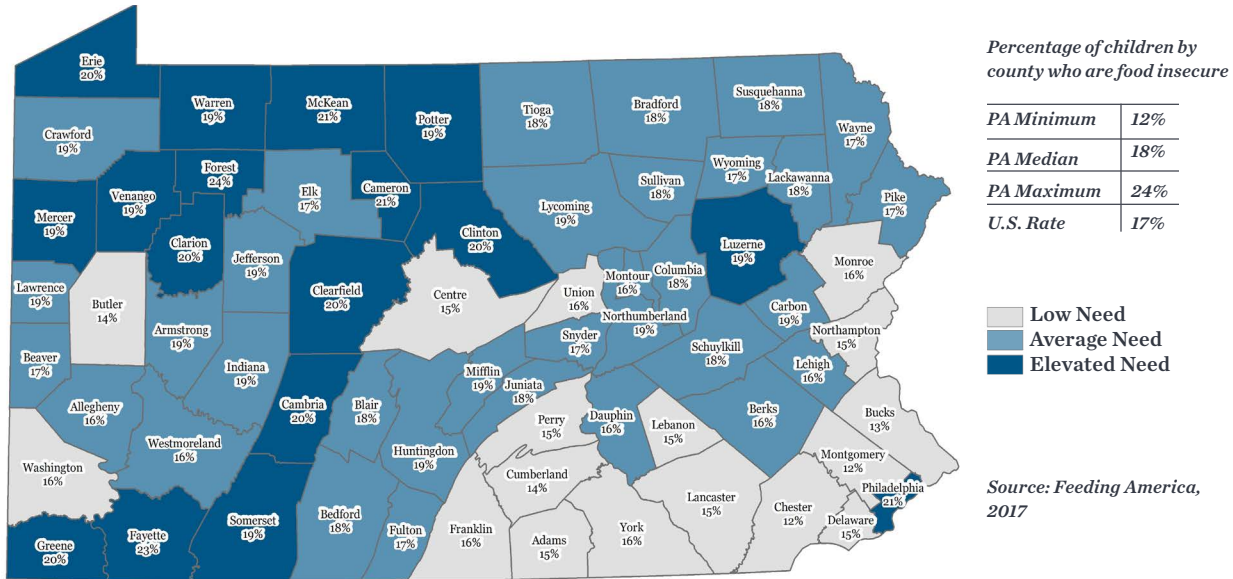 Erie
20%
Warren
19%
McKean
21%
Potter
19%
Tioga
18%
Bradford
18%
Susquehanna
18%
Wayne
17%
Crawford
19%
Forest
24%
Venango
19%
Elk
17%
Cameron
21%
Sullivan
18%
Wyoming
17%
Lackawanna
18%
Pike
17%
Mercer
19%
Clarion
20%
Jefferson
19%
Clinton
20%
Lycoming
19%
Luzerne
19%
Monroe
16%
Lawrence
19%
Butler
14%
Clearfield
20%
Centre
15%
Union
16%
Montour
16%
Columbia
18%
Carbon
19%
Armstrong
19%
Northumberland
19%
Northampton
15%
Beaver
17%
Indiana
19%
Snyder
17%
Schuylkill
18%
Lehigh
16%
Mifflin
19%
Juniata
18%
Allegheny
16%
Cambria
20%
Blair
18%
Perry
15%
Dauphin
16%
Lebanon
15%
Berks
16%
Bucks
13%
Westmoreland
16%
Huntingdon
19%
Washington
16%
Cumberland
14%
Montgomery
12%
Philadelphia
21%
Lancaster
15%
Chester
12%
Delaware
15%
Greene
20%
Fayette
23%
Somerset
19%
Bedford
18%
Fulton
17%
Franklin
16%
Adams
15%
York
16%
Percentage of children by
county who are food insecure
PA Minimum 12%
PA Median 18%
PA Maximum 24%
U.S. Rate 17%
Low Need
Average Need
Elevated Need
Source: Feeding America,
2017